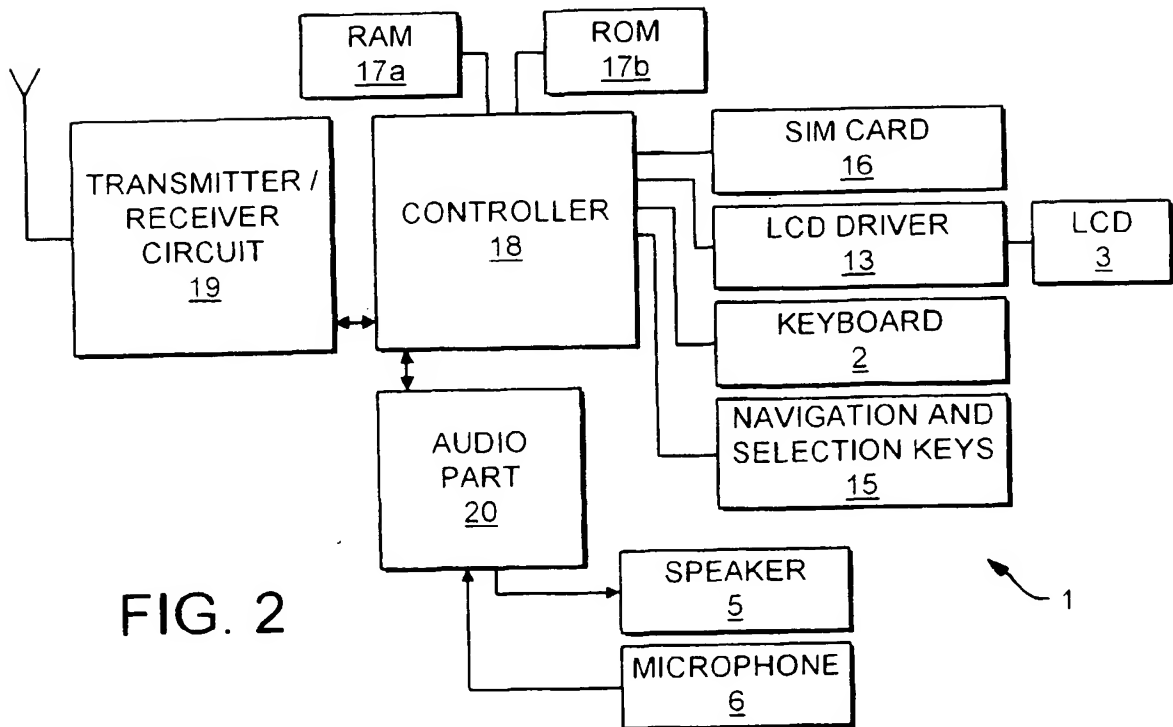 RAM
17a
ROM
17b
TRANSMITTER /
RECEIVER
CIRCUIT
19
CONTROLLER
18
SIM CARD
16
LCD DRIVER
13
LCD
3
KEYBOARD
2
NAVIGATION AND
SELECTION KEYS
15
AUDIO
PART
20
SPEAKER
5
MICROPHONE
6
1
FIG. 2